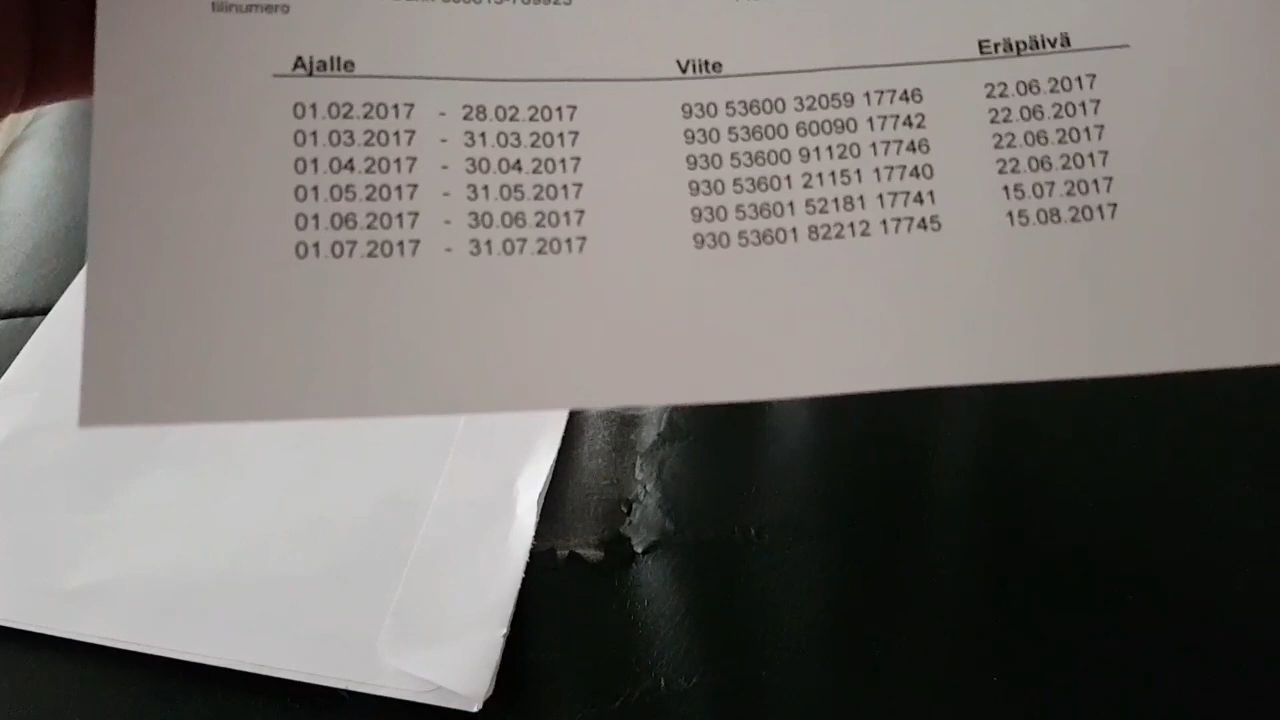 tilinumero
Ajalle Viite Eräpäivä
01.02.2017 - 28.02.2017 930 53600 32059 17746 22.06.2017
01.03.2017 - 31.03.2017 930 53600 60090 17742 22.06.2017
01.04.2017 - 30.04.2017 930 53600 91120 17746 22.06.2017
01.05.2017 - 31.05.2017 930 53601 21151 17740 22.06.2017
01.06.2017 - 30.06.2017 930 53601 52181 17741 15.07.2017
01.07.2017 - 31.07.2017 930 53601 82212 17745 15.08.2017